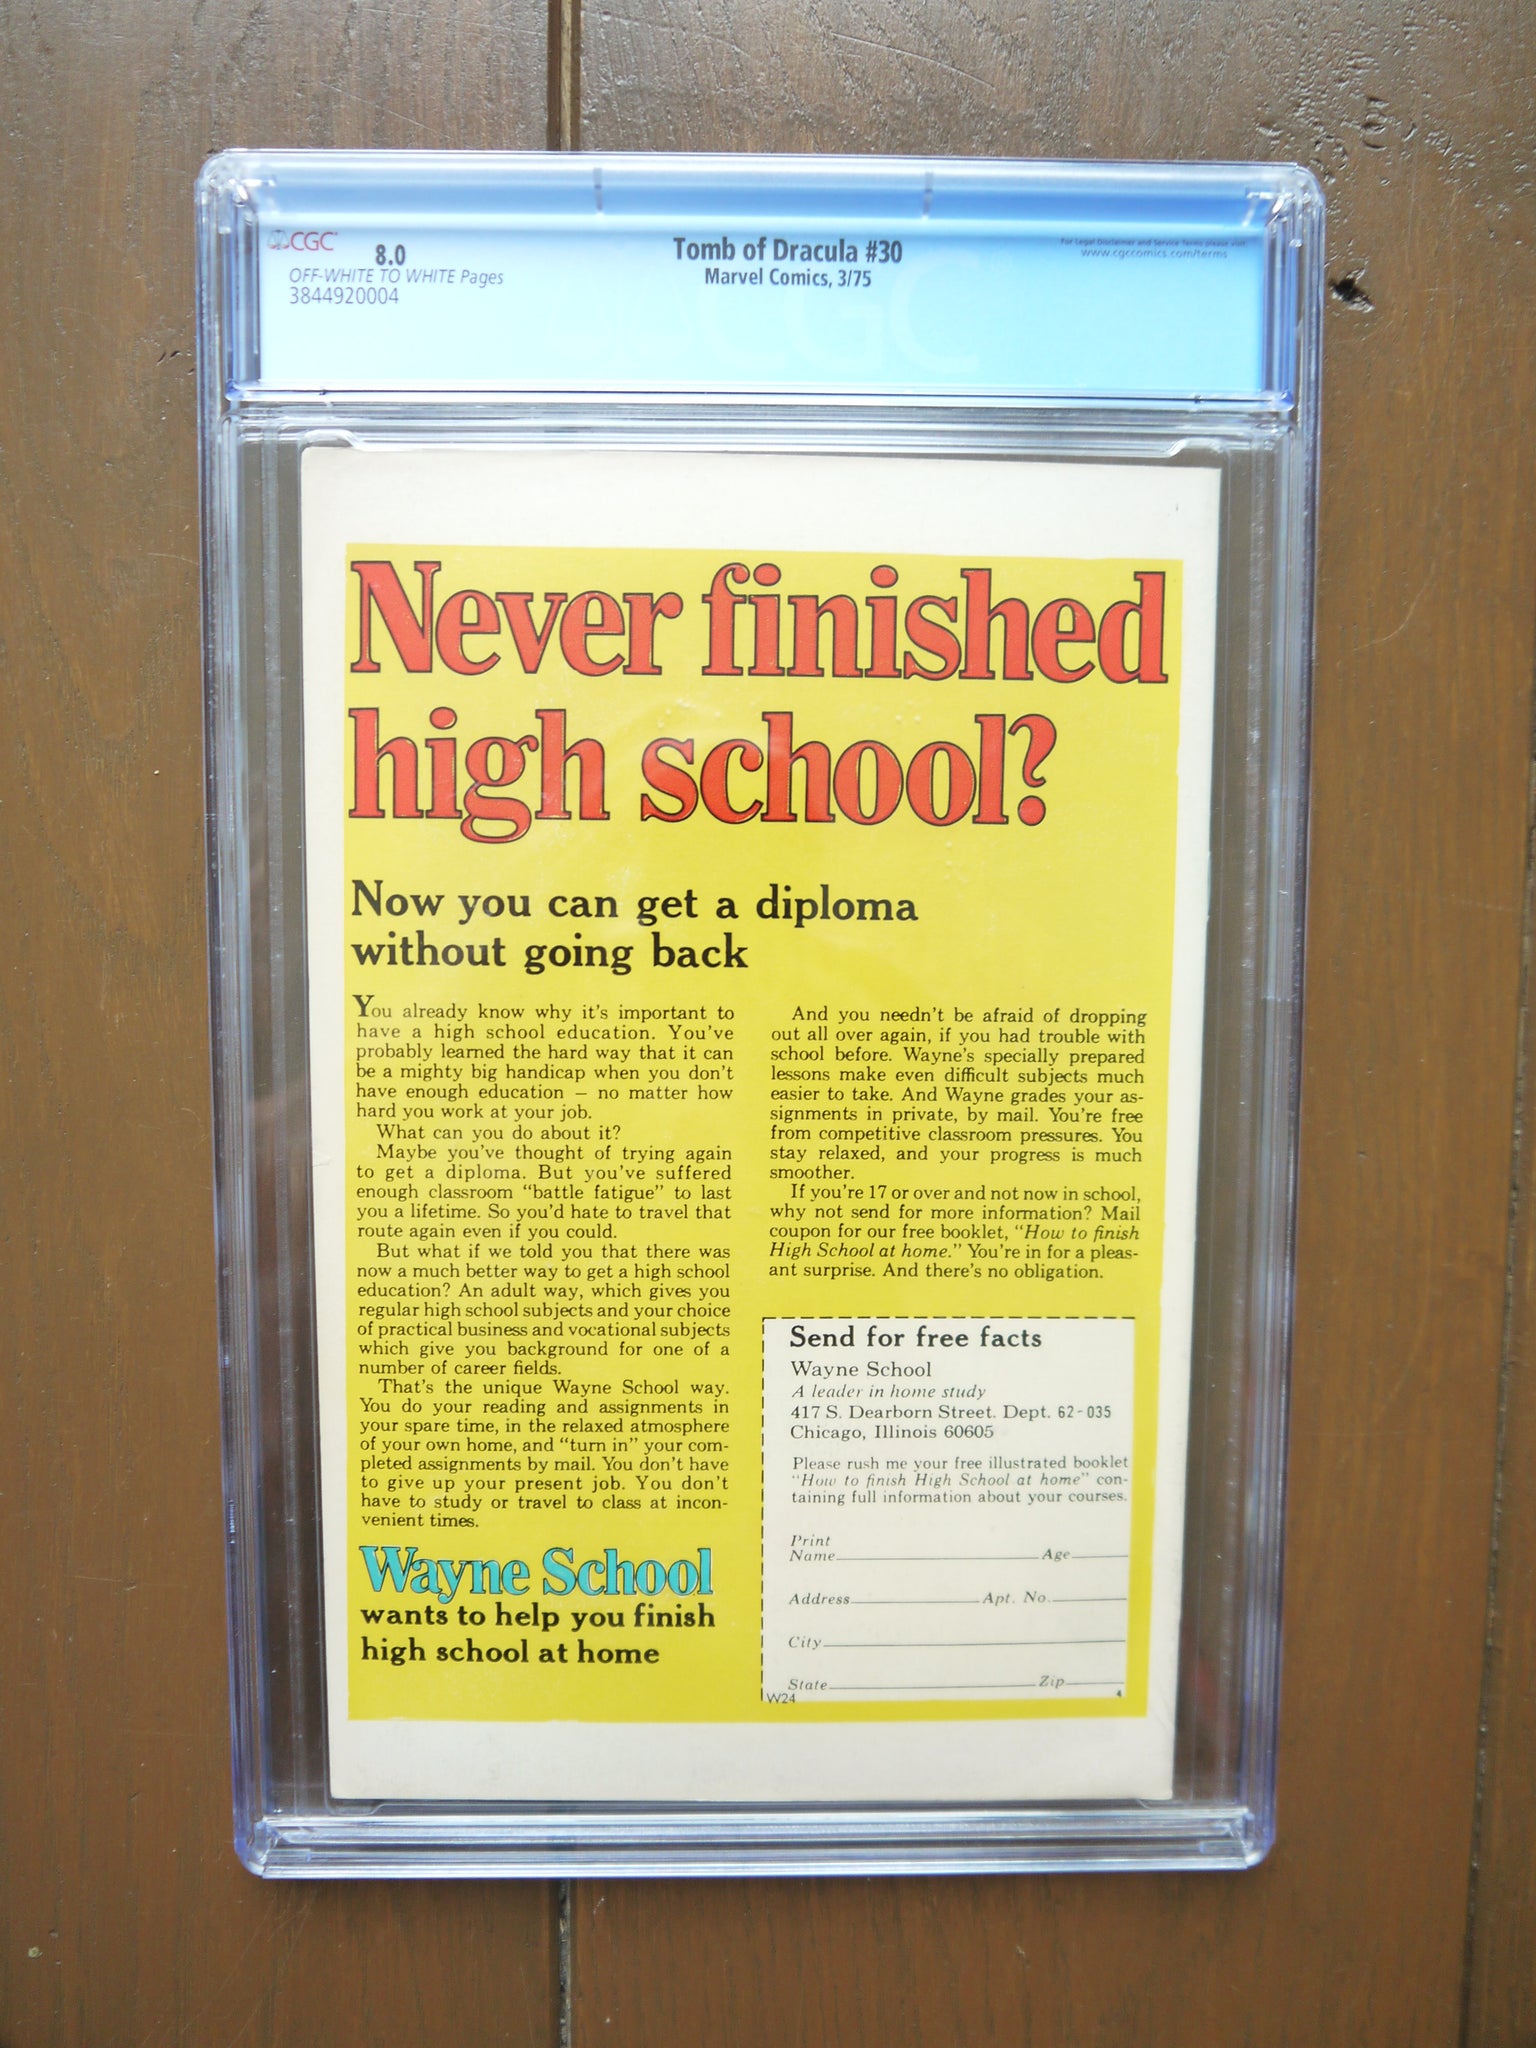 CGC
8.0
OFF-WHITE TO WHITE Pages
3844920004
Tomb of Dracula #30
Marvel Comics, 3/75
For Legal Disclaimer and Service Terms please visit
www.cgccomics.com/terms
CGC
Never finished
high school?
Now you can get a diploma
without going back
You already know why it's important to
have a high school education. You've
probably learned the hard way that it can
be a mighty big handicap when you don't
have enough education — no matter how
hard you work at your job.
What can you do about it?
Maybe you've thought of trying again
to get a diploma. But you've suffered
enough classroom "battle fatigue" to last
you a lifetime. So you'd hate to travel that
route again even if you could.
But what if we told you that there was
now a much better way to get a high school
education? An adult way, which gives you
regular high school subjects and your choice
of practical business and vocational subjects
which give you background for one of a
number of career fields.
That's the unique Wayne School way.
You do your reading and assignments in
your spare time, in the relaxed atmosphere
of your own home, and "turn in" your com-
pleted assignments by mail. You don't have
to give up your present job. You don't
have to study or travel to class at incon-
venient times.
Wayne School
wants to help you finish
high school at home
And you needn't be afraid of dropping
out all over again, if you had trouble with
school before. Wayne's specially prepared
lessons make even difficult subjects much
easier to take. And Wayne grades your as-
signments in private, by mail. You're free
from competitive classroom pressures. You
stay relaxed, and your progress is much
smoother.
If you're 17 or over and not now in school,
why not send for more information? Mail
coupon for our free booklet, "How to finish
High School at home." You're in for a pleas-
ant surprise. And there's no obligation.
Send for free facts
Wayne School
A leader in home study
417 S. Dearborn Street. Dept. 62-035
Chicago, Illinois 60605
Please rush me your free illustrated booklet
"How to finish High School at home" con-
taining full information about your courses.
Print
Name Age
Address Apt. No.
City
State Zip
W24 4